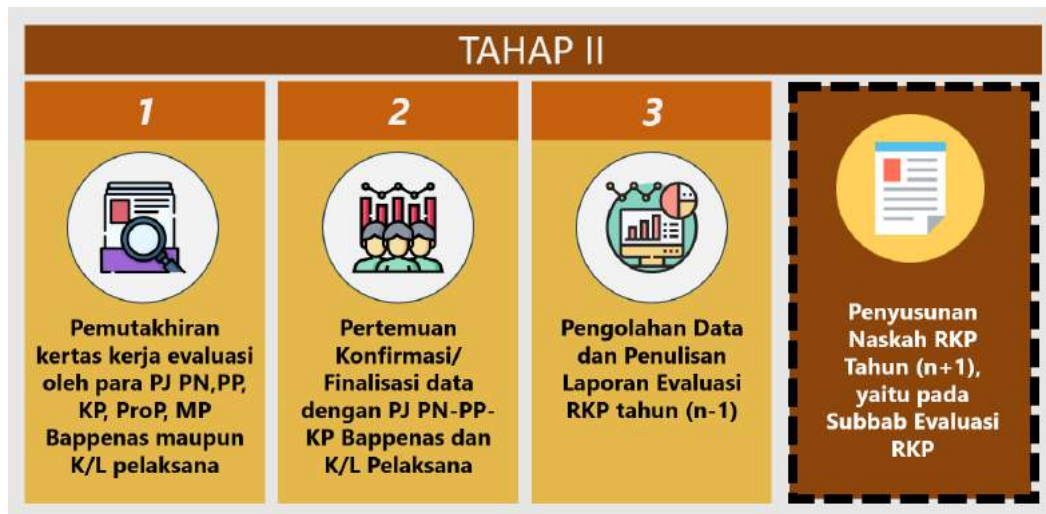 TAHAP II
1
Pemutakhiran
kertas kerja evaluasi
oleh para PJ PN,PP,
KP, ProP, MP
Bappenas maupun
K/L pelaksana
2
Pertemuan
Konfirmasi/
Finalisasi data
dengan PJ PN-PP-
KP Bappenas dan
K/L Pelaksana
3
Pengolahan Data
dan Penulisan
Laporan Evaluasi
RKP tahun (n-1)
Penyusunan
Naskah RKP
Tahun (n+1),
yaitu pada
Subbab Evaluasi
RKP